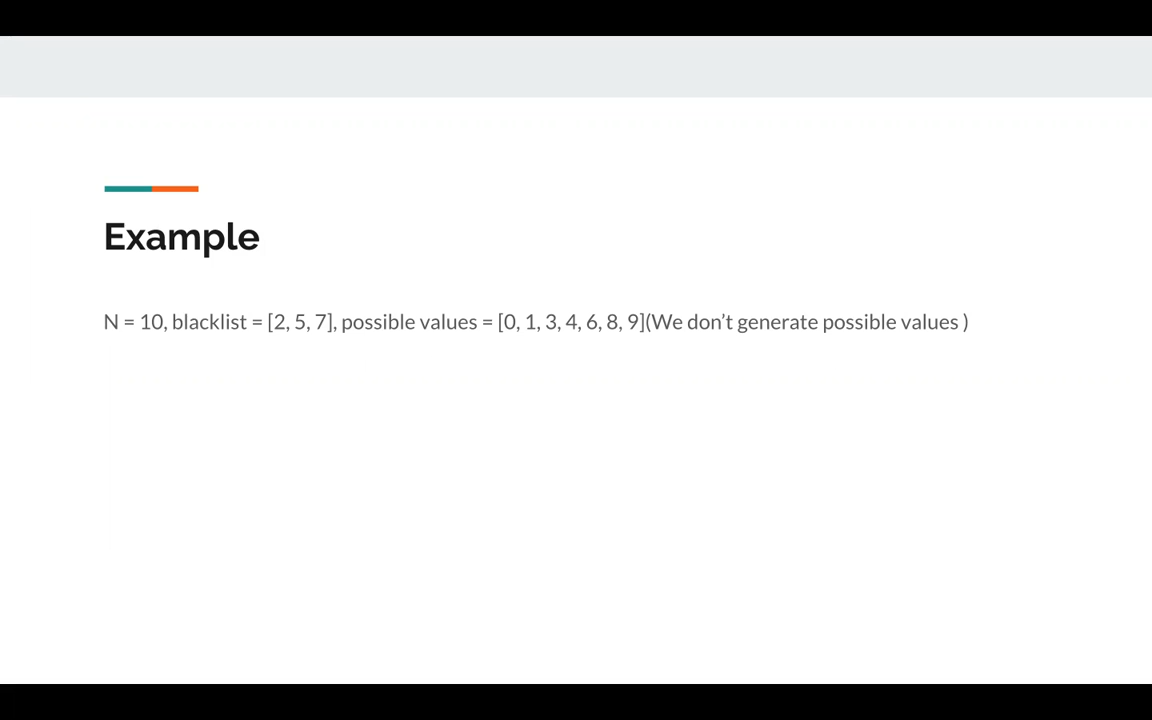 Example
N = 10, blacklist = [2, 5, 7], possible values = [0, 1, 3, 4, 6, 8, 9](We don’t generate possible values )